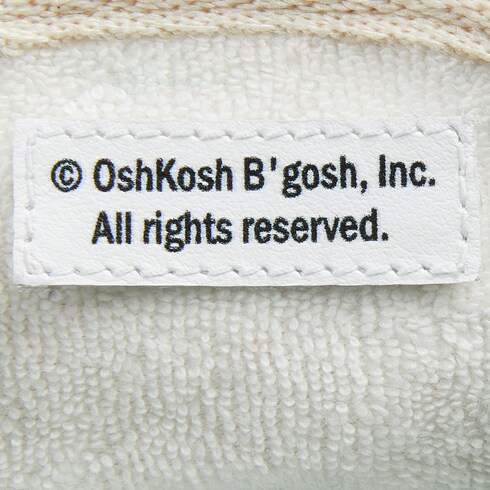 © OshKosh B'gosh, Inc.
All rights reserved.